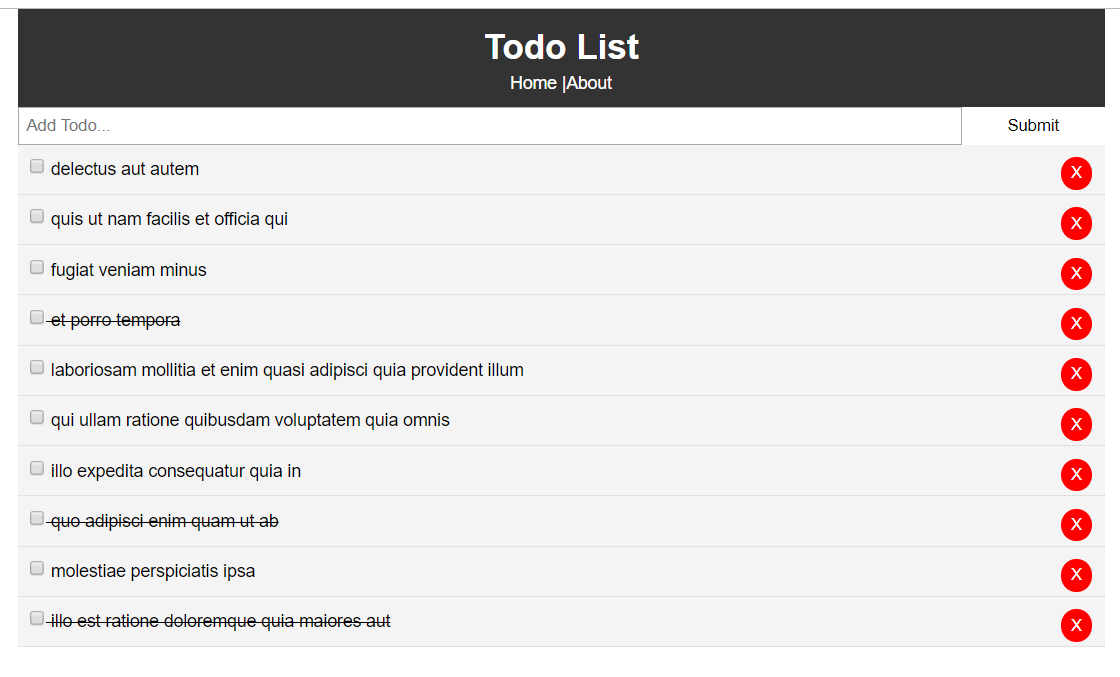 Todo List
Home |About
Add Todo... Submit
delectus aut autem X
quis ut nam facilis et officia qui X
fugiat veniam minus X
et porro tempora X
laboriosam mollitia et enim quasi adipisci quia provident illum X
qui ullam ratione quibusdam voluptatem quia omnis X
illo expedita consequatur quia in X
quo adipisci enim quam ut ab X
molestiae perspiciatis ipsa X
illo est ratione doloremque quia maiores aut X